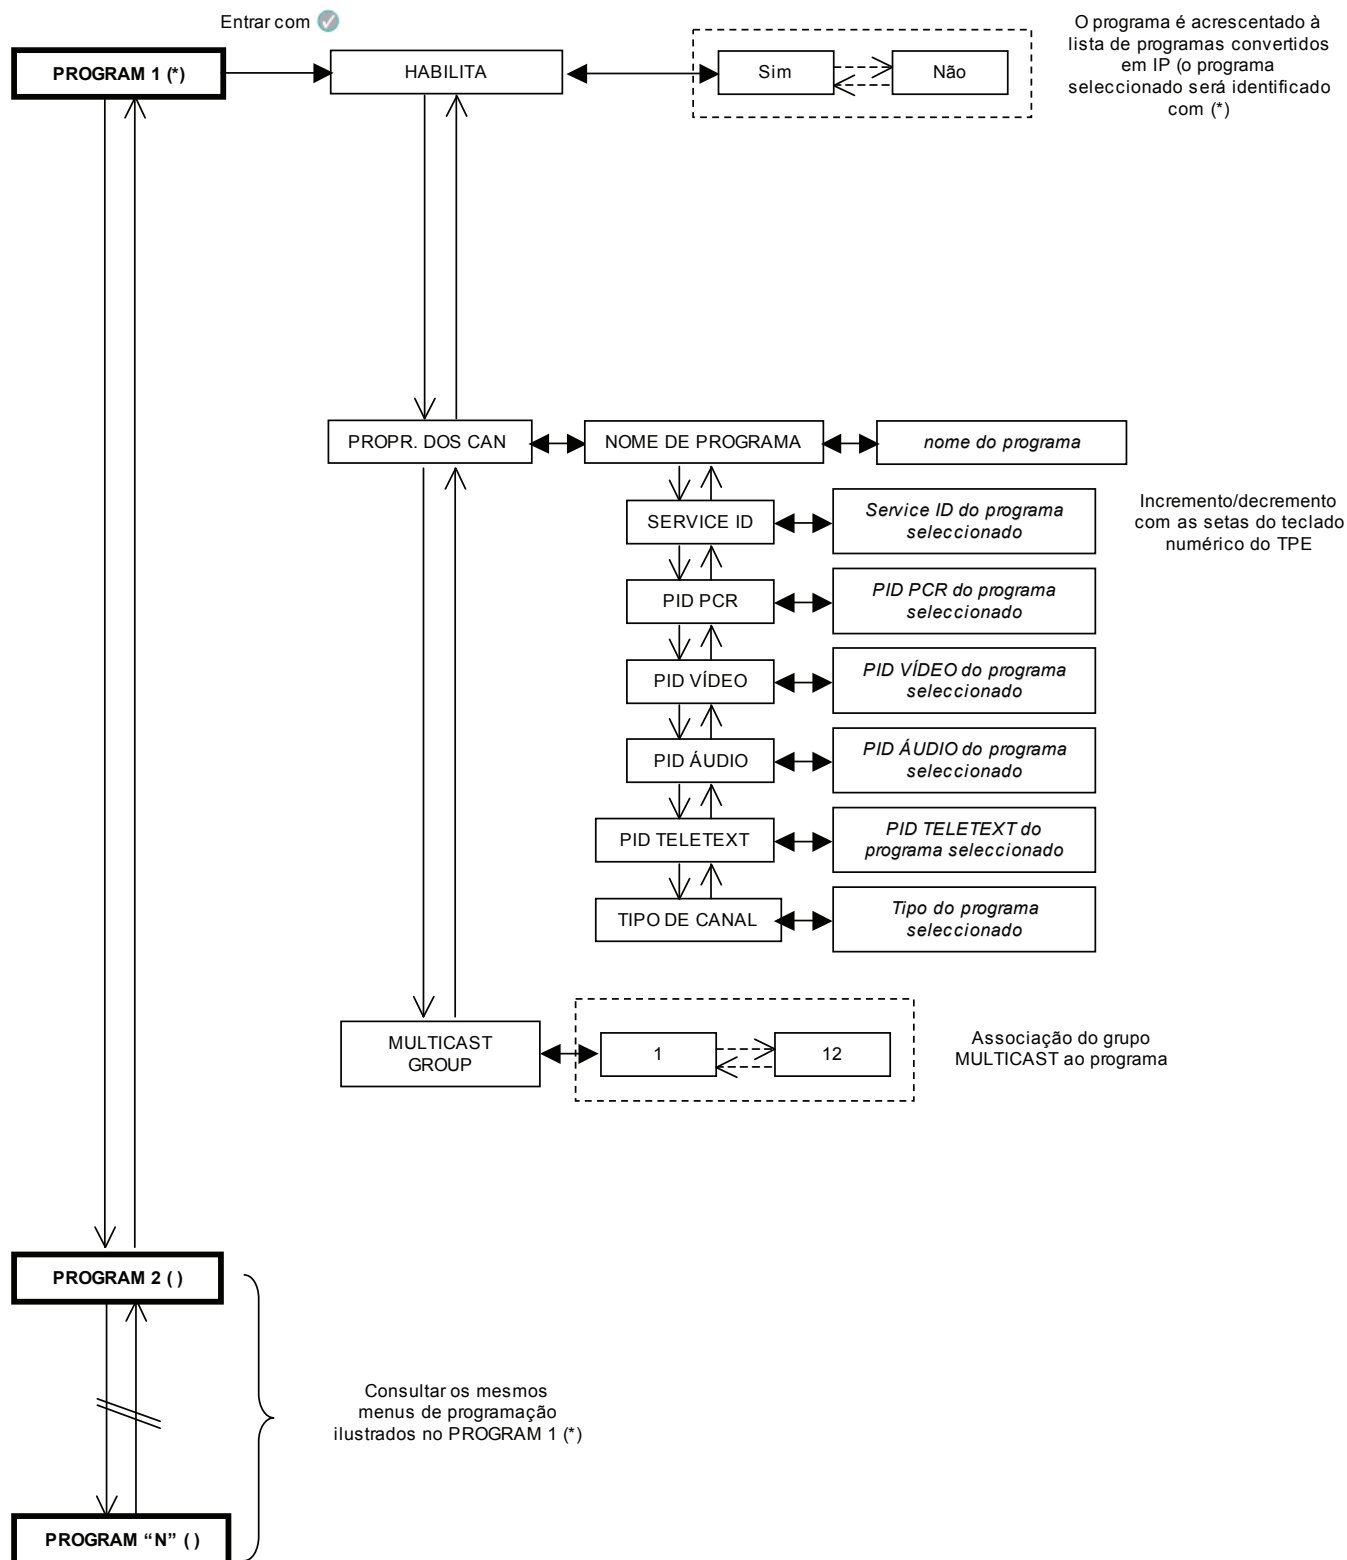 Entrar com
PROGRAM 1 (*)
HABILITA
Sim
Não
O programa é acrescentado à
lista de programas convertidos
em IP (o programa
seleccionado será identificado
com (*)
PROPR. DOS CAN
NOME DE PROGRAMA
nome do programa
SERVICE ID
Service ID do programa
seleccionado
Incremento/decremento
com as setas do teclado
numérico do TPE
PID PCR
PID PCR do programa
seleccionado
PID VÍDEO
PID VÍDEO do programa
seleccionado
PID ÁUDIO
PID ÁUDIO do programa
seleccionado
PID TELETEXT
PID TELETEXT do
programa seleccionado
TIPO DE CANAL
Tipo do programa
seleccionado
MULTICAST
GROUP
1
12
Associação do grupo
MULTICAST ao programa
PROGRAM 2 ( )
Consultar os mesmos
menus de programação
ilustrados no PROGRAM 1 (*)
PROGRAM “N” ( )